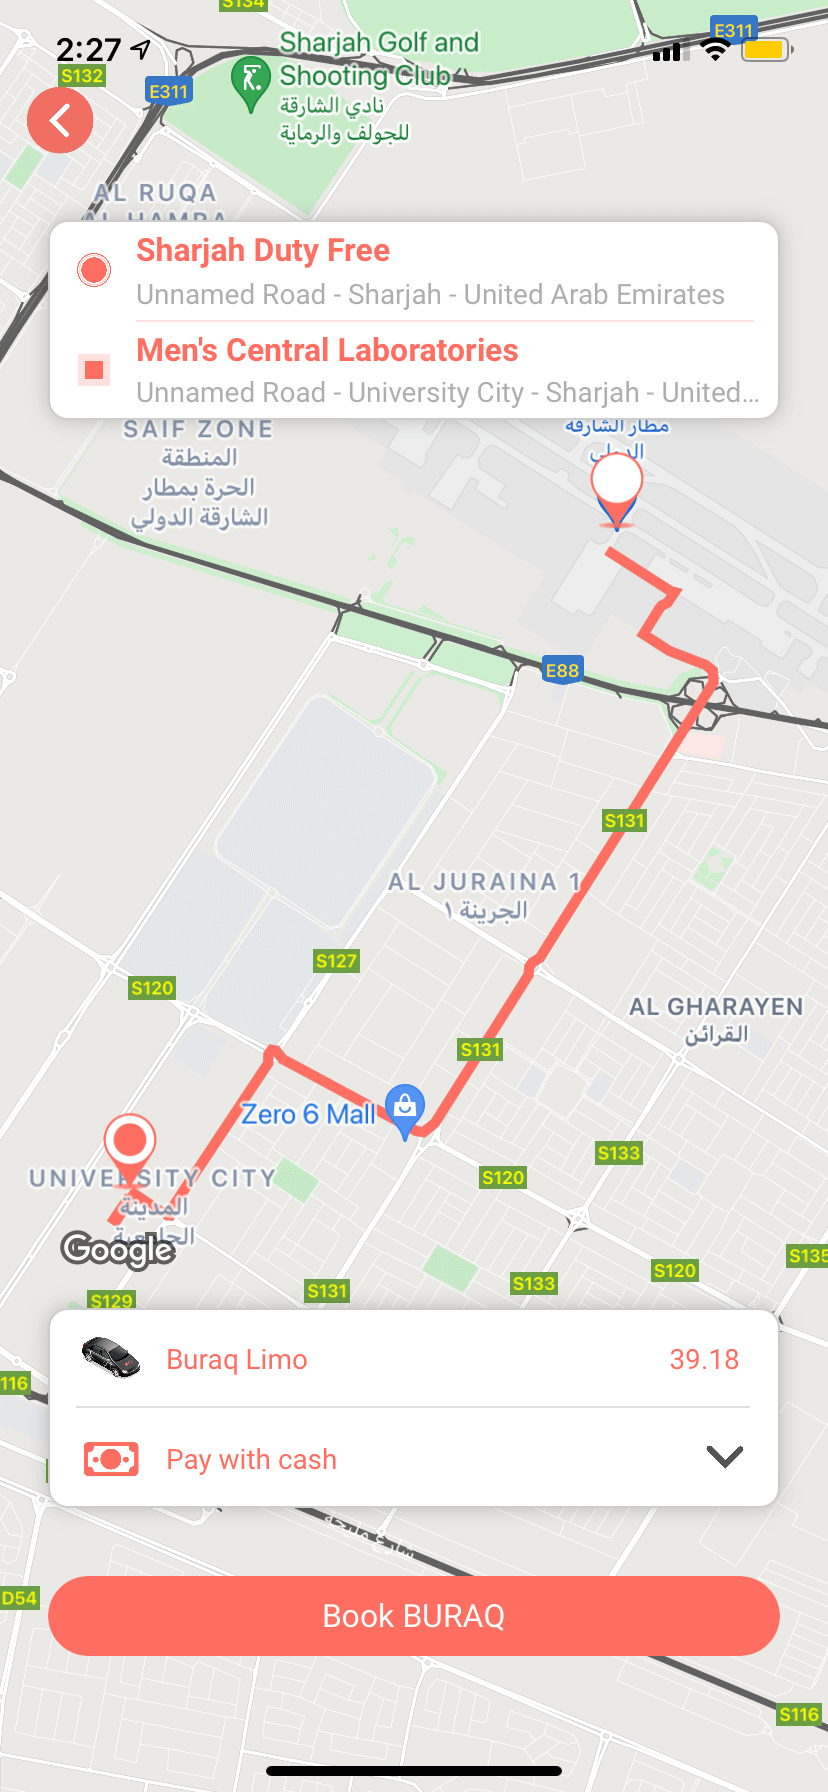 S134
E311
2:27
Sharjah Golf and
Shooting Club
نادي الشارقة
للجولف والرماية
S132
E311
AL RUQA
AL HAMRA
Sharjah Duty Free
Unnamed Road - Sharjah - United Arab Emirates
Men's Central Laboratories
Unnamed Road - University City - Sharjah - United...
مطار الشارقة
الدولي
SAIF ZONE
المنطقة
الحرة بمطار
الشارقة الدولي
E88
S131
AL JURAINA 1
الجرينة ١
S127
S120
AL GHARAYEN
القرائن
S131
Zero 6 Mall
S133
UNIVERSITY CITY
المدينة
الجامعية
S120
Google
S135
S120
S133
S131
S129
Buraq Limo
39.18
116
Pay with cash
شارع مليحة
D54
Book BURAQ
S116